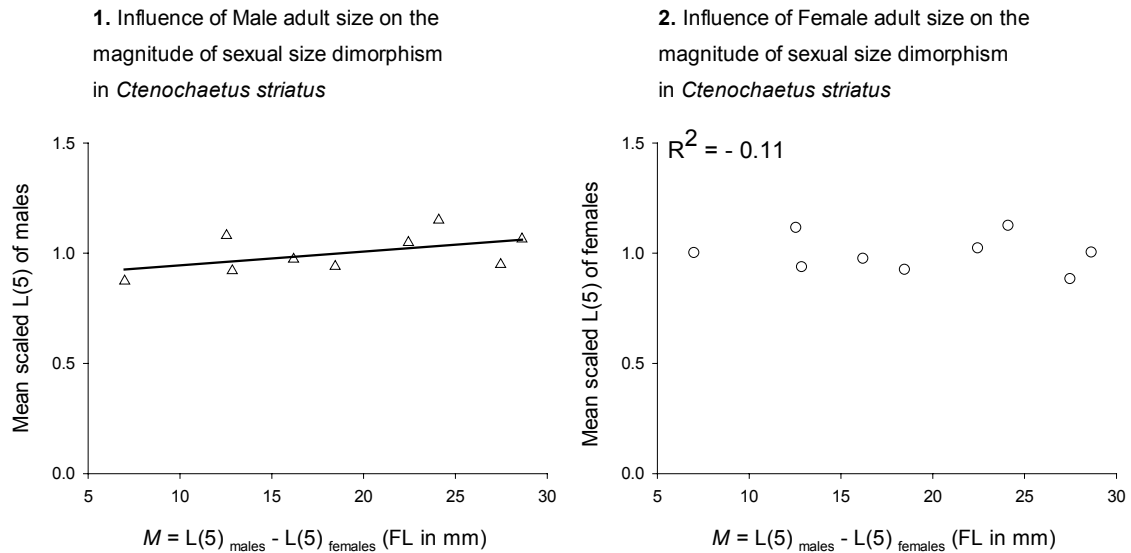 1. Influence of Male adult size on the
magnitude of sexual size dimorphism
in Ctenochaetus striatus
1.5
1.0
0.5
0.0
Mean scaled L(5) of males
5 10 15 20 25 30
M = L(5) males - L(5) females (FL in mm)
2. Influence of Female adult size on the
magnitude of sexual size dimorphism
in Ctenochaetus striatus
R2 = - 0.11
1.5
1.0
0.5
0.0
Mean scaled L(5) of females
5 10 15 20 25 30
M = L(5) males - L(5) females (FL in mm)